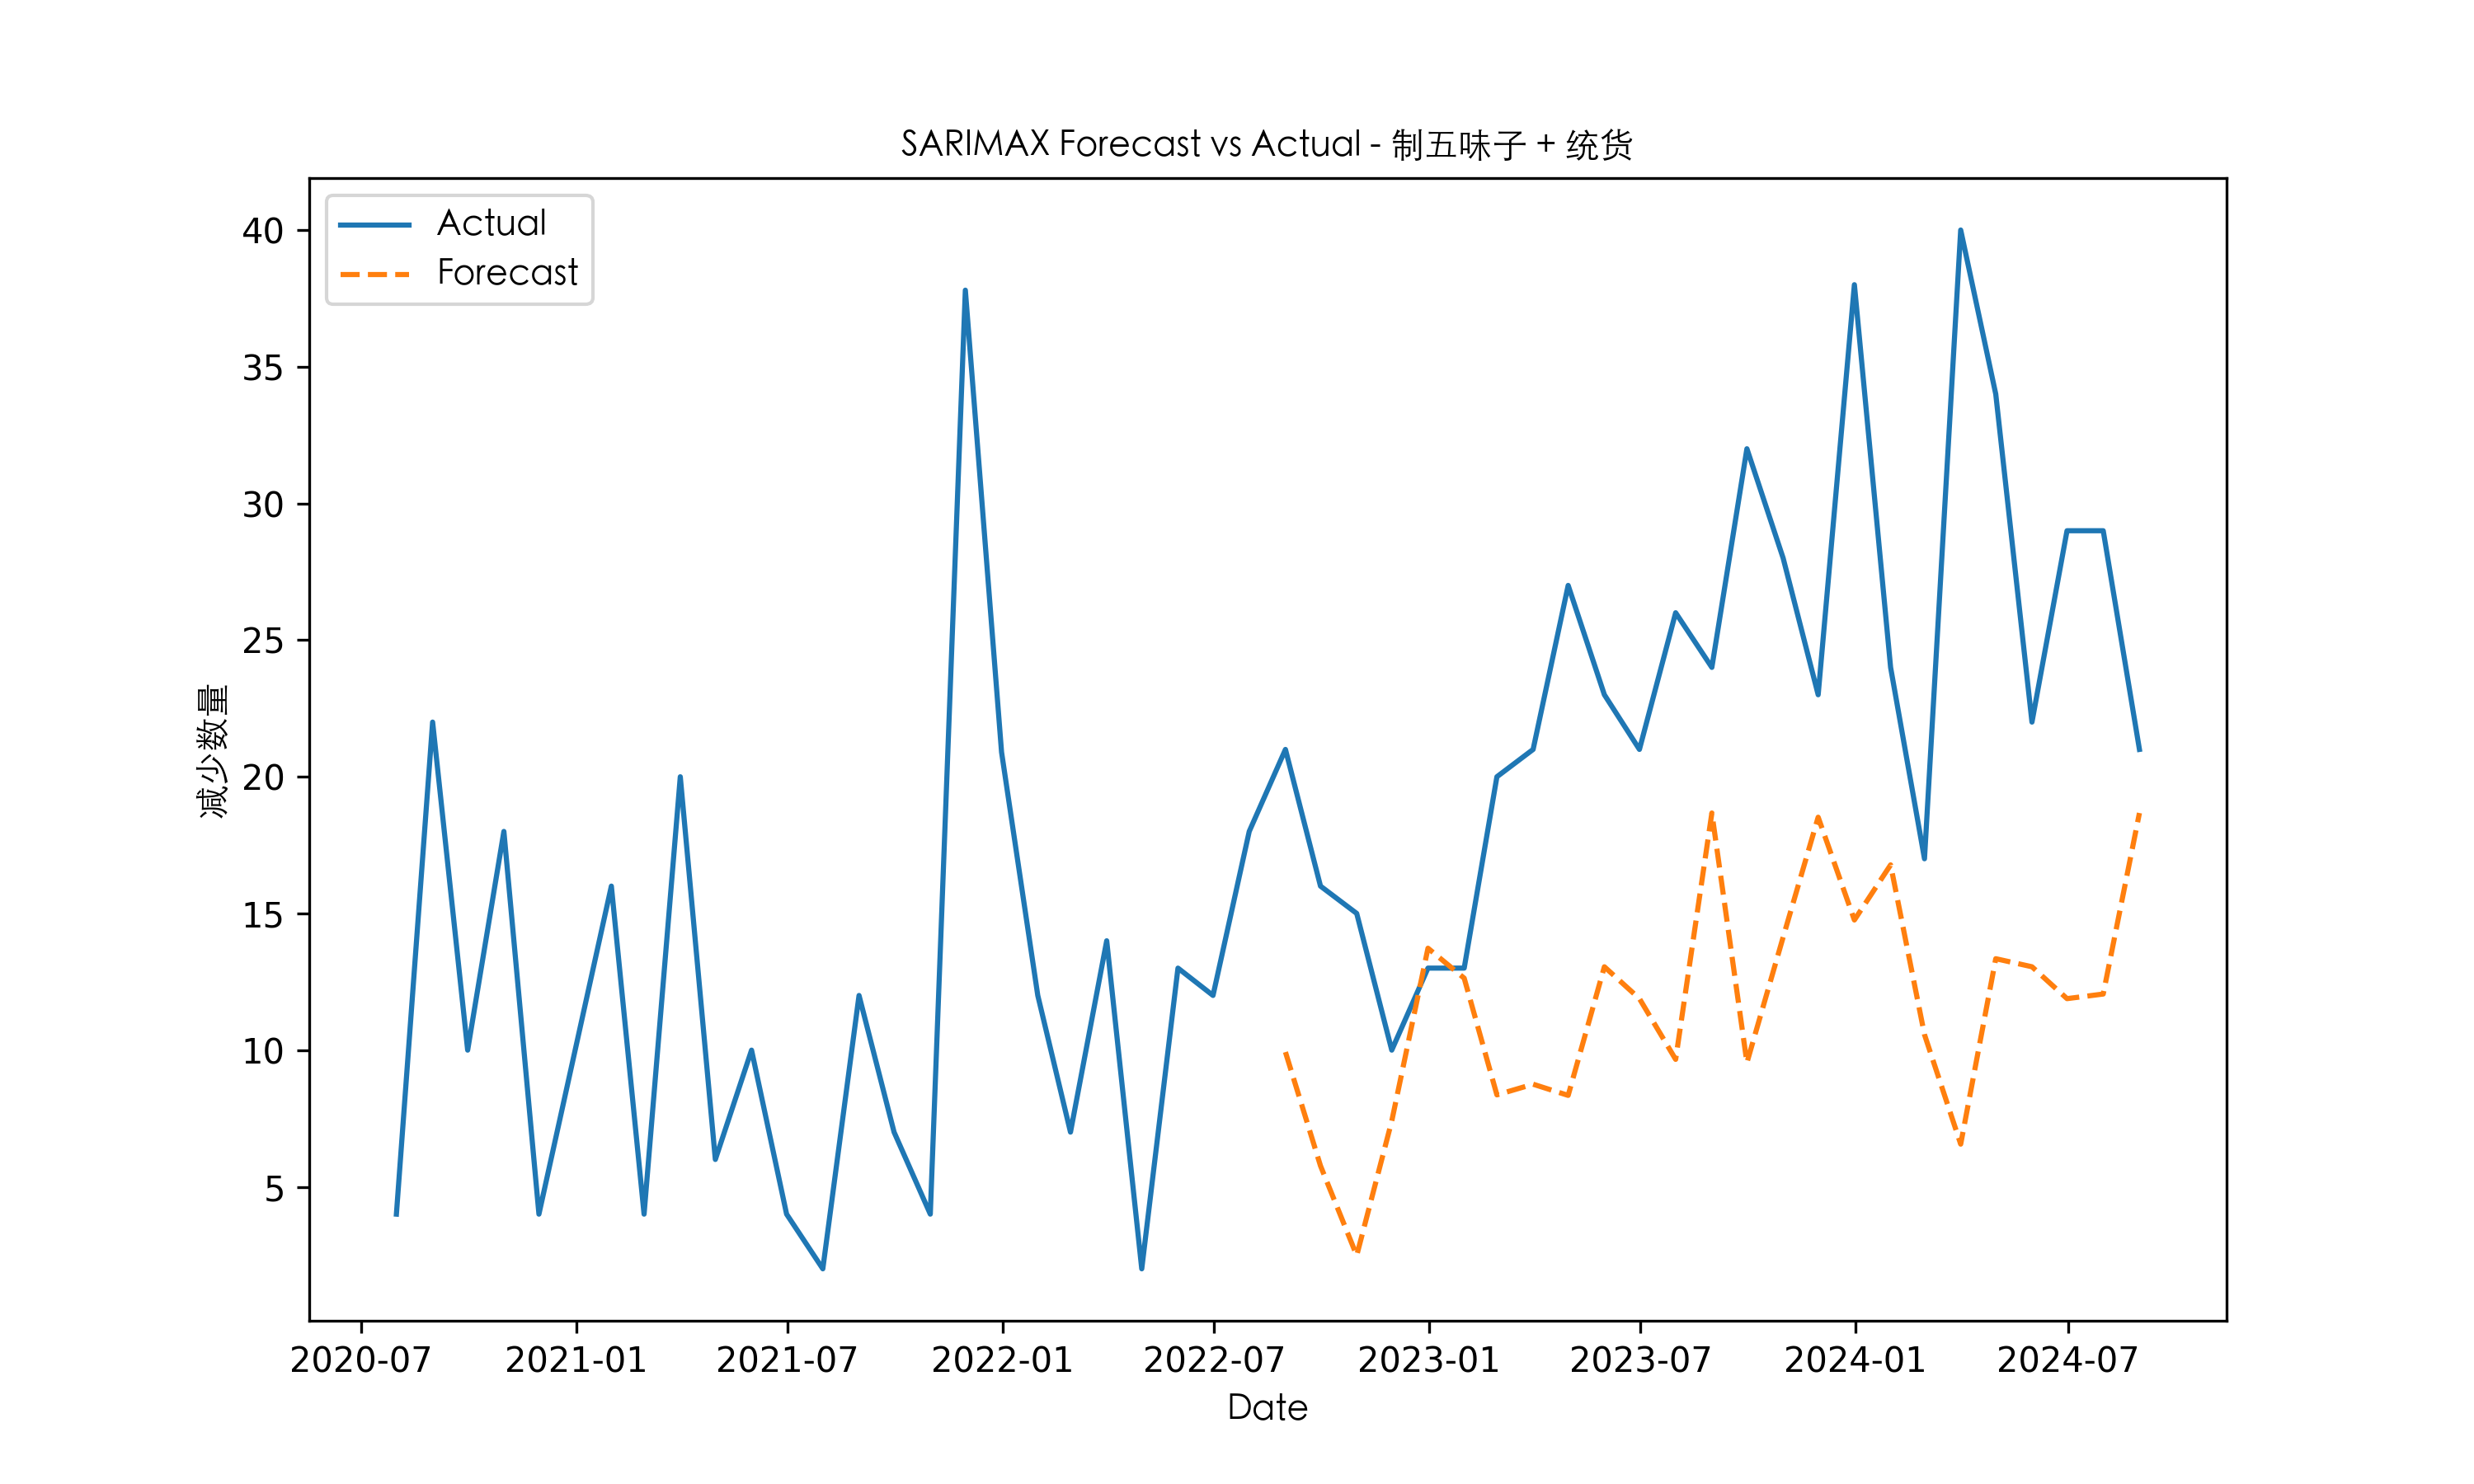 SARIMAX Forecast vs Actual - 制五味子 + 统货
Actual
Forecast
减少数量
40
35
30
25
20
15
10
5
2020-07 2021-01 2021-07 2022-01 2022-07 2023-01 2023-07 2024-01 2024-07
Date